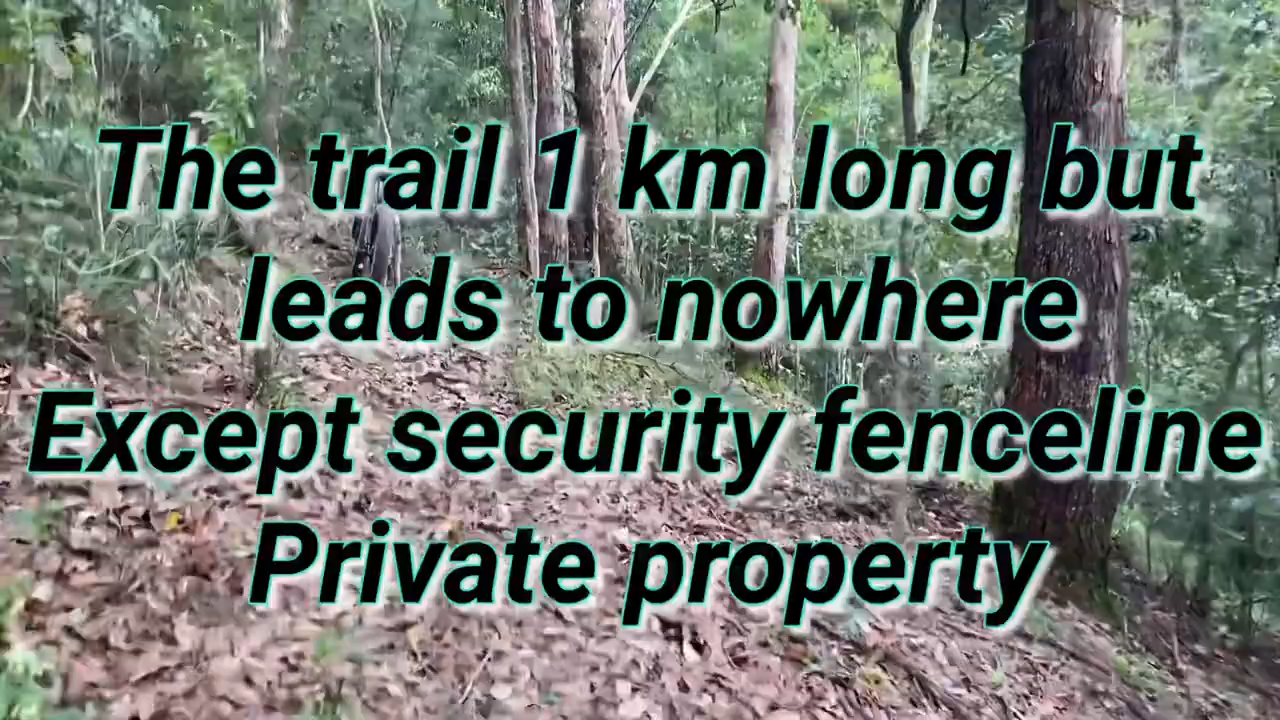 The trail 1 km long but
leads to nowhere
Except security fenceline
Private property